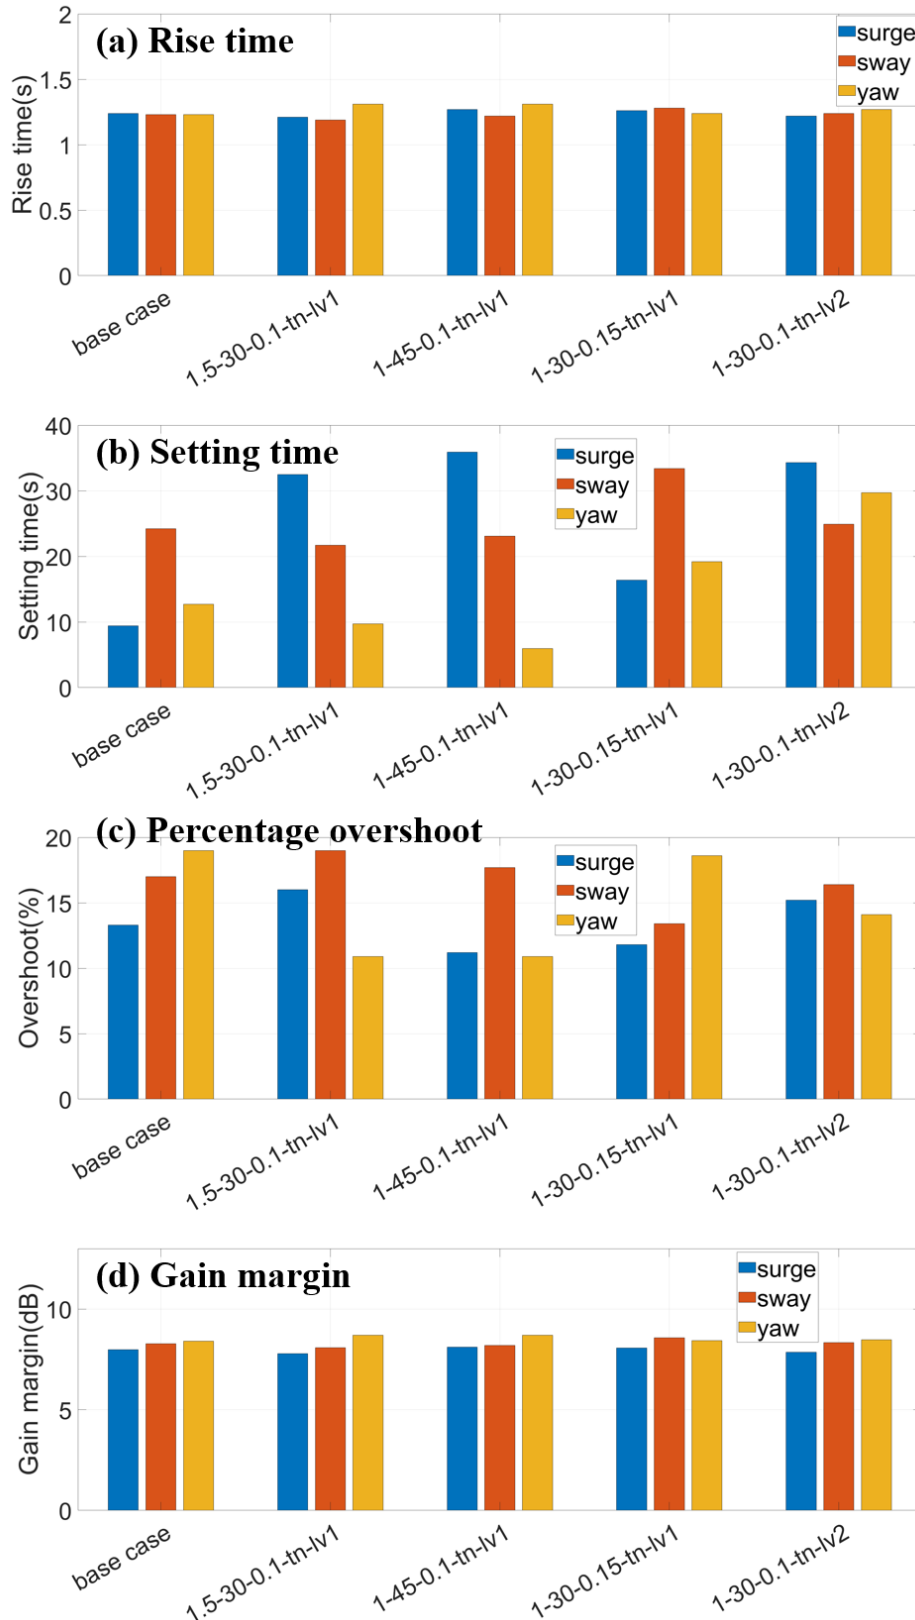 (a) Rise time
surge
sway
yaw
Rise time(s)
2
1.5
1
0.5
0
base case
1.5-30-0.1-tn-lv1
1-45-0.1-tn-lv1
1-30-0.15-tn-lv1
1-30-0.1-tn-lv2
(b) Setting time
surge
sway
yaw
Setting time(s)
40
30
20
10
0
base case
1.5-30-0.1-tn-lv1
1-45-0.1-tn-lv1
1-30-0.15-tn-lv1
1-30-0.1-tn-lv2
(c) Percentage overshoot
surge
sway
yaw
Overshoot(%)
20
15
10
5
0
base case
1.5-30-0.1-tn-lv1
1-45-0.1-tn-lv1
1-30-0.15-tn-lv1
1-30-0.1-tn-lv2
(d) Gain margin
surge
sway
yaw
Gain margin(dB)
10
5
0
base case
1.5-30-0.1-tn-lv1
1-45-0.1-tn-lv1
1-30-0.15-tn-lv1
1-30-0.1-tn-lv2